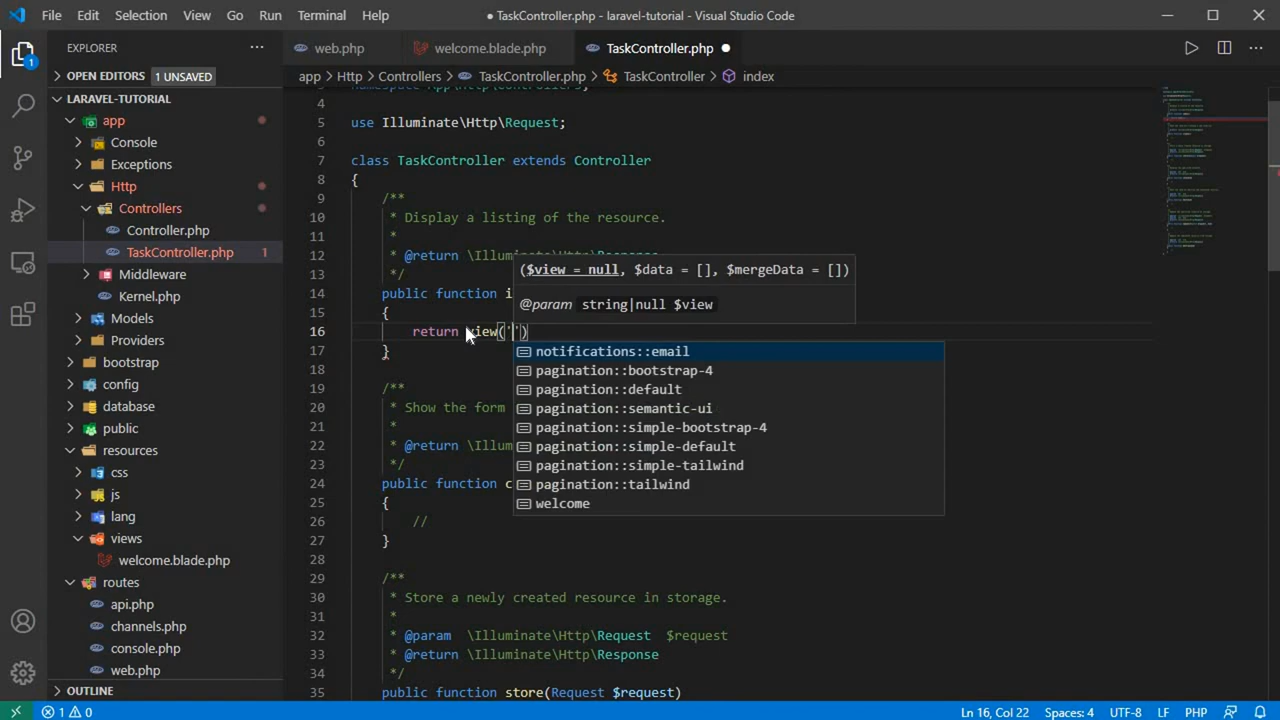 File Edit Selection View Go Run Terminal Help
● TaskController.php - laravel-tutorial - Visual Studio Code
EXPLORER
web.php welcome.blade.php TaskController.php
OPEN EDITORS 1 UNSAVED
app > Http > Controllers > TaskController.php > TaskController > index
LARAVEL-TUTORIAL
app
Console
Exceptions
Http
Controllers
Controller.php
TaskController.php 1
Middleware
Kernel.php
Models
Providers
bootstrap
config
database
public
resources
css
js
lang
views
welcome.blade.php
routes
api.php
channels.php
console.php
web.php
OUTLINE
1
namespace App\Http\Controllers;
4
5 use Illuminate\Http\Request;
6
7 class TaskController extends Controller
8 {
9 /**
10 * Display a listing of the resource.
11 *
12 * @return \Illuminate\Http\Response
13 */
14 public function i
15 {
16 return view('')
17 }
18
19 /**
20 * Show the form
21 *
22 * @return \Illum
23 */
24 public function c
25 {
26 //
27 }
28
29 /**
30 * Store a newly created resource in storage.
31 *
32 * @param \Illuminate\Http\Request $request
33 * @return \Illuminate\Http\Response
34 */
35 public function store(Request $request)
($view = null, $data = [], $mergeData = [])
@param string|null $view
notifications::email
pagination::bootstrap-4
pagination::default
pagination::semantic-ui
pagination::simple-bootstrap-4
pagination::simple-default
pagination::simple-tailwind
pagination::tailwind
welcome
1 0 Ln 16, Col 22 Spaces: 4 UTF-8 LF PHP